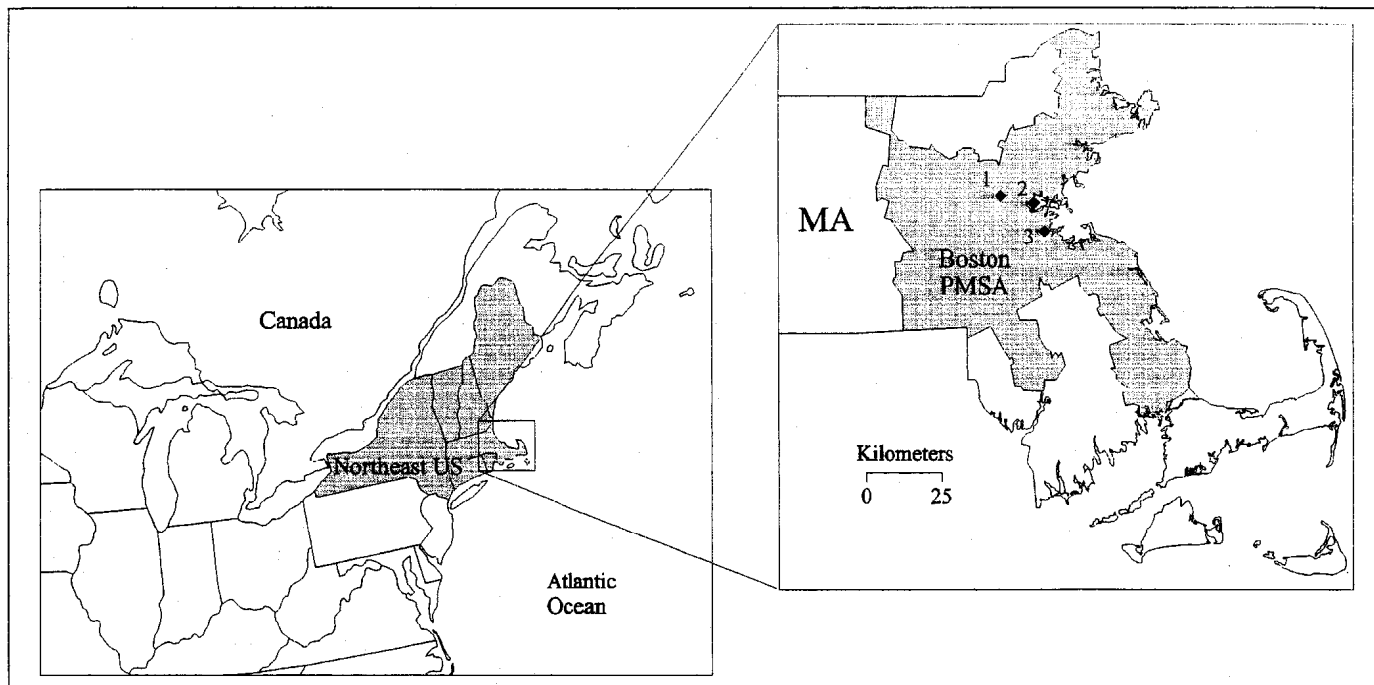 Canada
Northeast US
Atlantic
Ocean
MA
1
2
3
Boston
PMSA
Kilometers
0 25